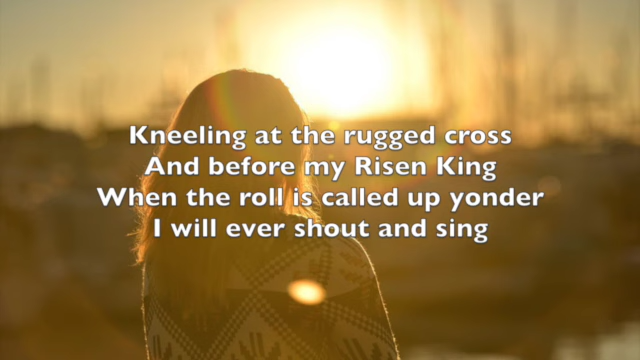 Kneeling at the rugged cross
And before my Risen King
When the roll is called up yonder
I will ever shout and sing